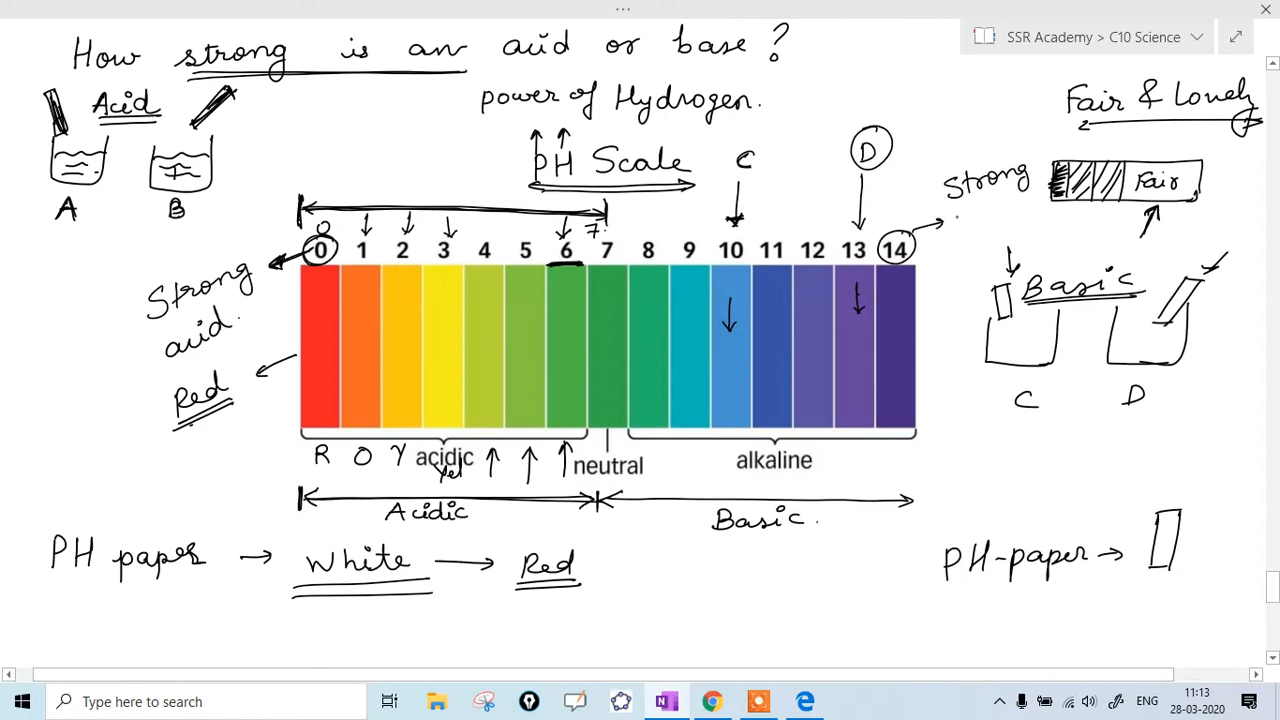 SSR Academy > C10 Science
How strong is an acid or base?
power of Hydrogen.
Fair & Lovely
Acid
PH Scale
C
D
Strong
Fair
A
B
0
7
0 1 2 3 4 5 6 7 8 9 10 11 12 13 14
Strong
acid.
Red
Basic
C
D
R O Y
Yel
acidic
neutral
alkaline
Acidic
Basic.
PH paper → White → Red
PH-paper →
Type here to search
11:13
28-03-2020